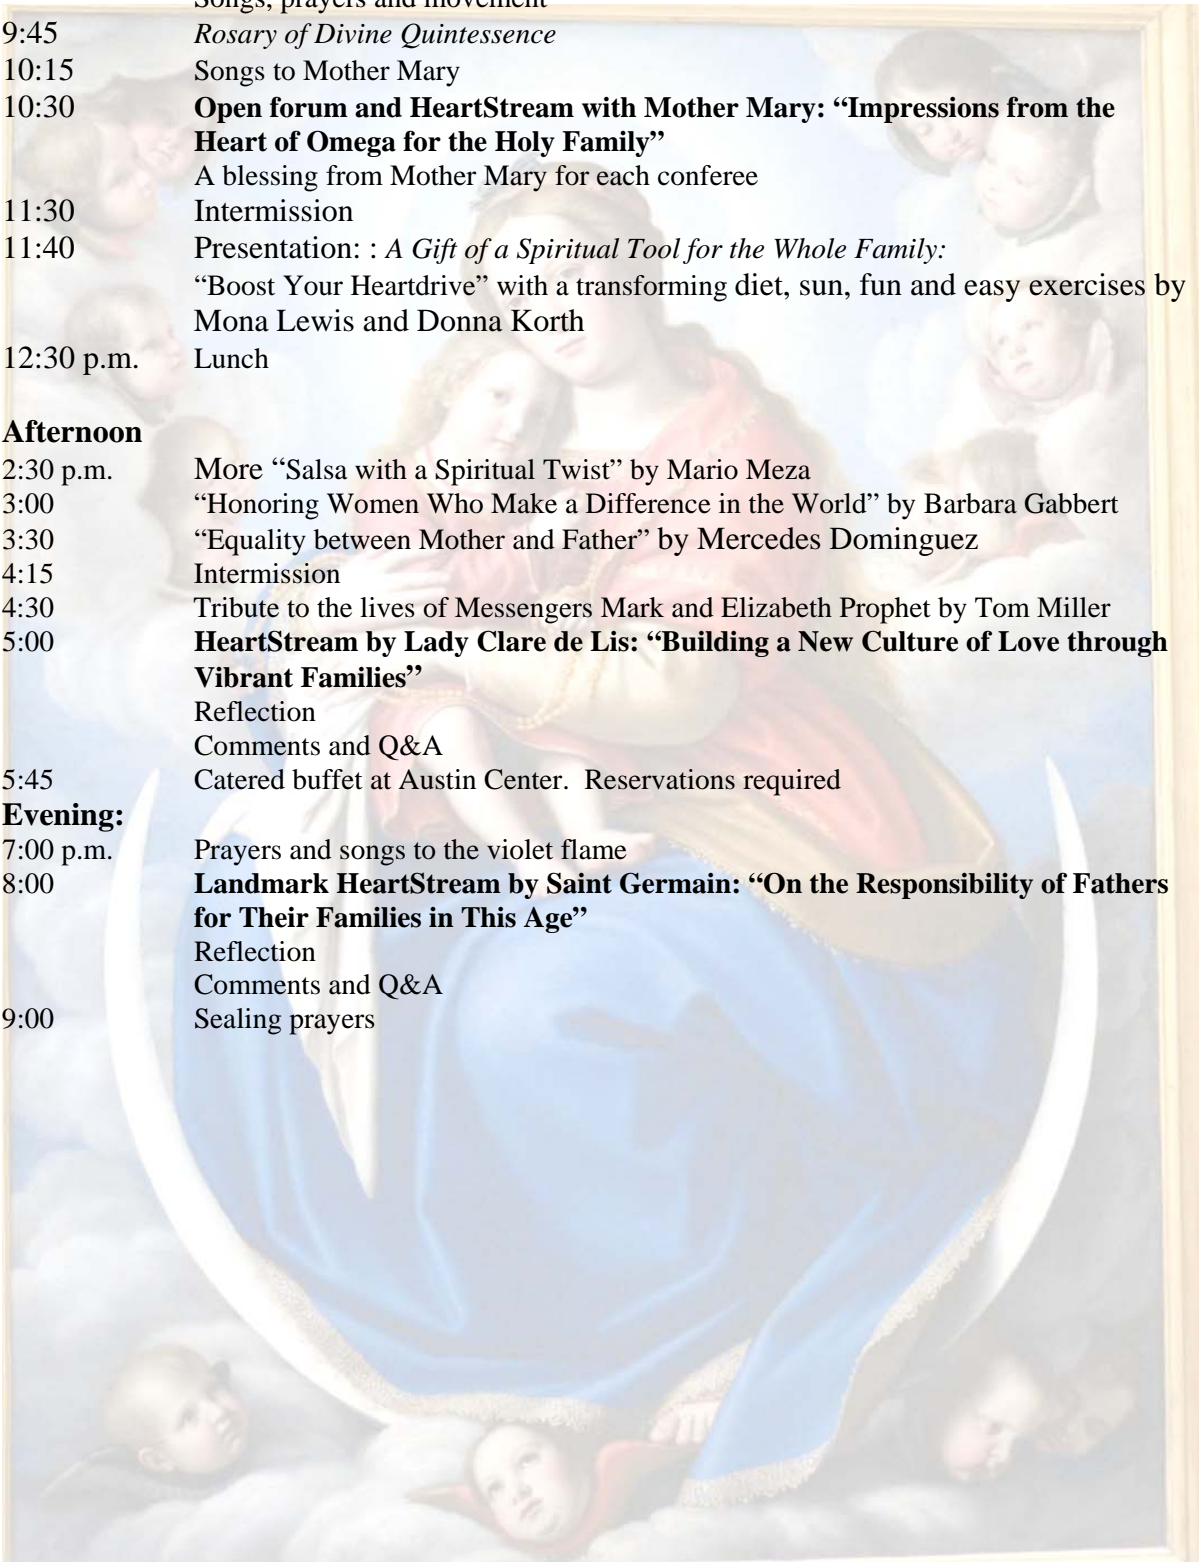 Songs, prayers and movement
9:45 Rosary of Divine Quintessence
10:15 Songs to Mother Mary
10:30 Open forum and HeartStream with Mother Mary: “Impressions from the
Heart of Omega for the Holy Family”
A blessing from Mother Mary for each conferee
11:30 Intermission
11:40 Presentation: : A Gift of a Spiritual Tool for the Whole Family:
“Boost Your Heartdrive” with a transforming diet, sun, fun and easy exercises by
Mona Lewis and Donna Korth
12:30 p.m. Lunch
Afternoon
2:30 p.m. More “Salsa with a Spiritual Twist” by Mario Meza
3:00 “Honoring Women Who Make a Difference in the World” by Barbara Gabbert
3:30 “Equality between Mother and Father” by Mercedes Dominguez
4:15 Intermission
4:30 Tribute to the lives of Messengers Mark and Elizabeth Prophet by Tom Miller
5:00 HeartStream by Lady Clare de Lis: “Building a New Culture of Love through
Vibrant Families”
Reflection
Comments and Q&A
5:45 Catered buffet at Austin Center.  Reservations required
Evening:
7:00 p.m. Prayers and songs to the violet flame
8:00 Landmark HeartStream by Saint Germain: “On the Responsibility of Fathers
for Their Families in This Age”
Reflection
Comments and Q&A
9:00 Sealing prayers